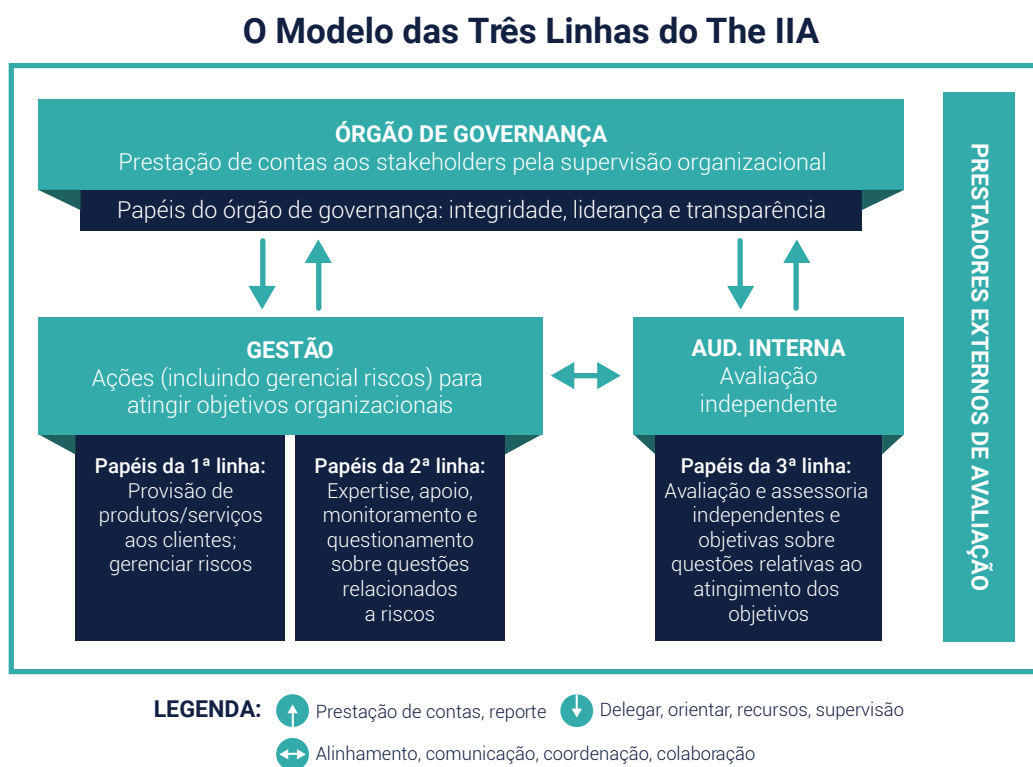 O Modelo das Três Linhas do The IIA
ÓRGÃO DE GOVERNANÇA
Prestação de contas aos stakeholders pela supervisão organizacional
Papéis do órgão de governança: integridade, liderança e transparência
GESTÃO
Ações (incluindo gerencial riscos) para
atingir objetivos organizacionais
Papéis da 1ª linha:
Provisão de
produtos/serviços
aos clientes;
gerenciar riscos
Papéis da 2ª linha:
Expertise, apoio,
monitoramento e
questionamento
sobre questões
relacionados
a riscos
AUD. INTERNA
Avaliação
independente
Papéis da 3ª linha:
Avaliação e assessoria
independentes e
objetivas sobre
questões relativas ao
atingimento dos
objetivos
PRESTADORES EXTERNOS DE AVALIAÇÃO
LEGENDA:
Prestação de contas, reporte
Delegar, orientar, recursos, supervisão
Alinhamento, comunicação, coordenação, colaboração